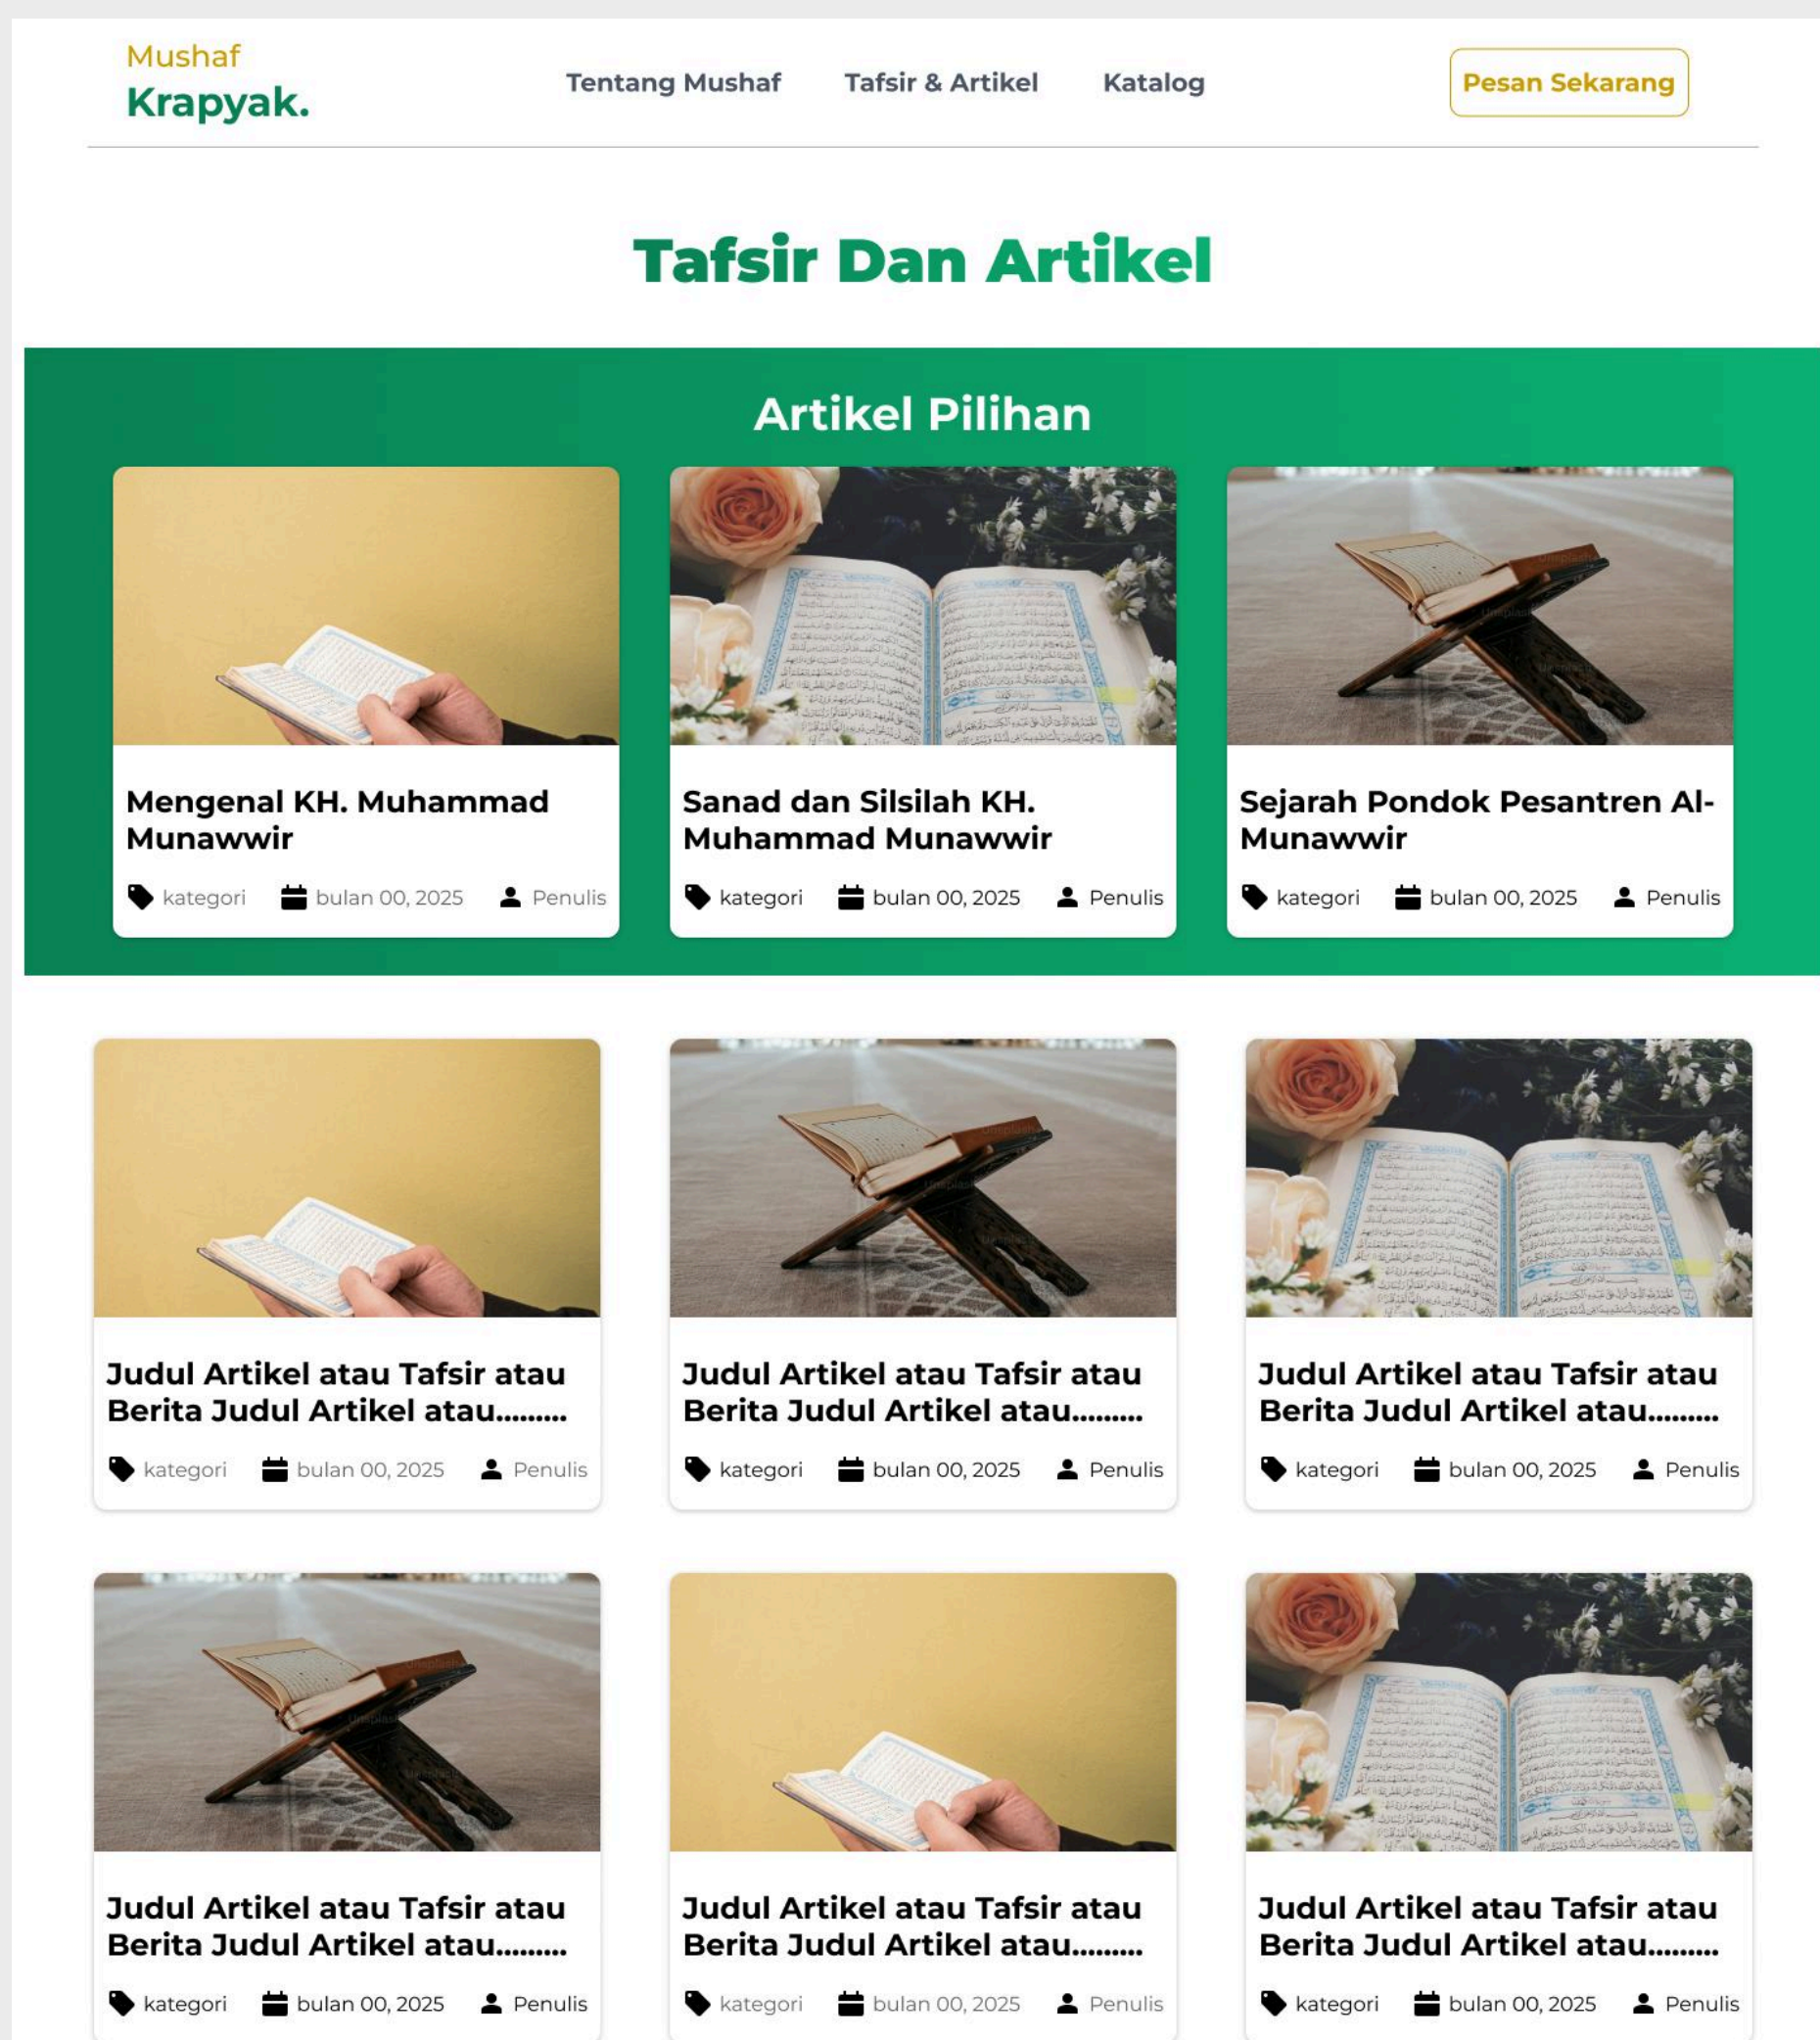 Mushaf
Krapyak.
Tentang Mushaf
Tafsir & Artikel
Katalog
Pesan Sekarang
Tafsir Dan Artikel
Artikel Pilihan
Mengenal KH. Muhammad
Munawwir
kategori
bulan 00, 2025
Penulis
Sanad dan Silsilah KH.
Muhammad Munawwir
kategori
bulan 00, 2025
Penulis
Sejarah Pondok Pesantren Al-
Munawwir
kategori
bulan 00, 2025
Penulis
Judul Artikel atau Tafsir atau
Berita Judul Artikel atau.........
kategori
bulan 00, 2025
Penulis
Judul Artikel atau Tafsir atau
Berita Judul Artikel atau.........
kategori
bulan 00, 2025
Penulis
Judul Artikel atau Tafsir atau
Berita Judul Artikel atau.........
kategori
bulan 00, 2025
Penulis
Judul Artikel atau Tafsir atau
Berita Judul Artikel atau.........
kategori
bulan 00, 2025
Penulis
Judul Artikel atau Tafsir atau
Berita Judul Artikel atau.........
kategori
bulan 00, 2025
Penulis
Judul Artikel atau Tafsir atau
Berita Judul Artikel atau.........
kategori
bulan 00, 2025
Penulis